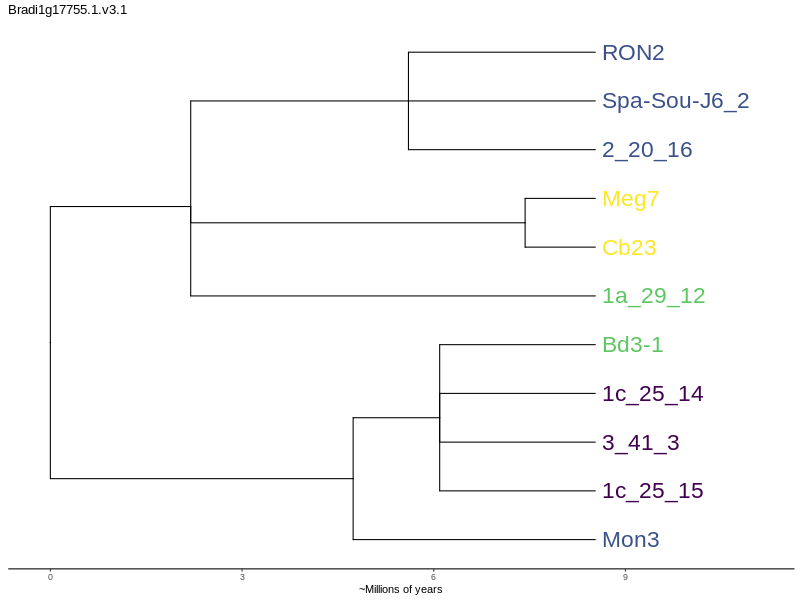 Bradi1g17755.1.v3.1
RON2
Spa-Sou-J6_2
2_20_16
Meg7
Cb23
1a_29_12
Bd3-1
1c_25_14
3_41_3
1c_25_15
Mon3
0 3 6 9
~Millions of years